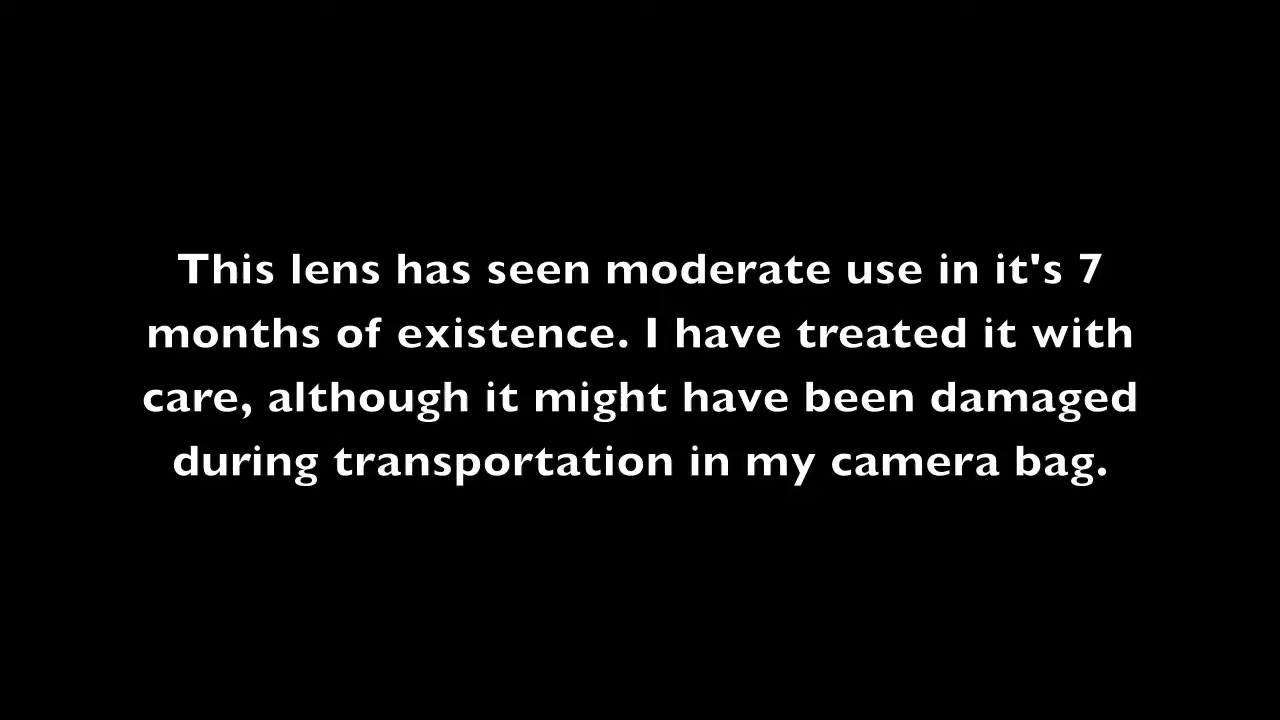 This lens has seen moderate use in it's 7
months of existence. I have treated it with
care, although it might have been damaged
during transportation in my camera bag.